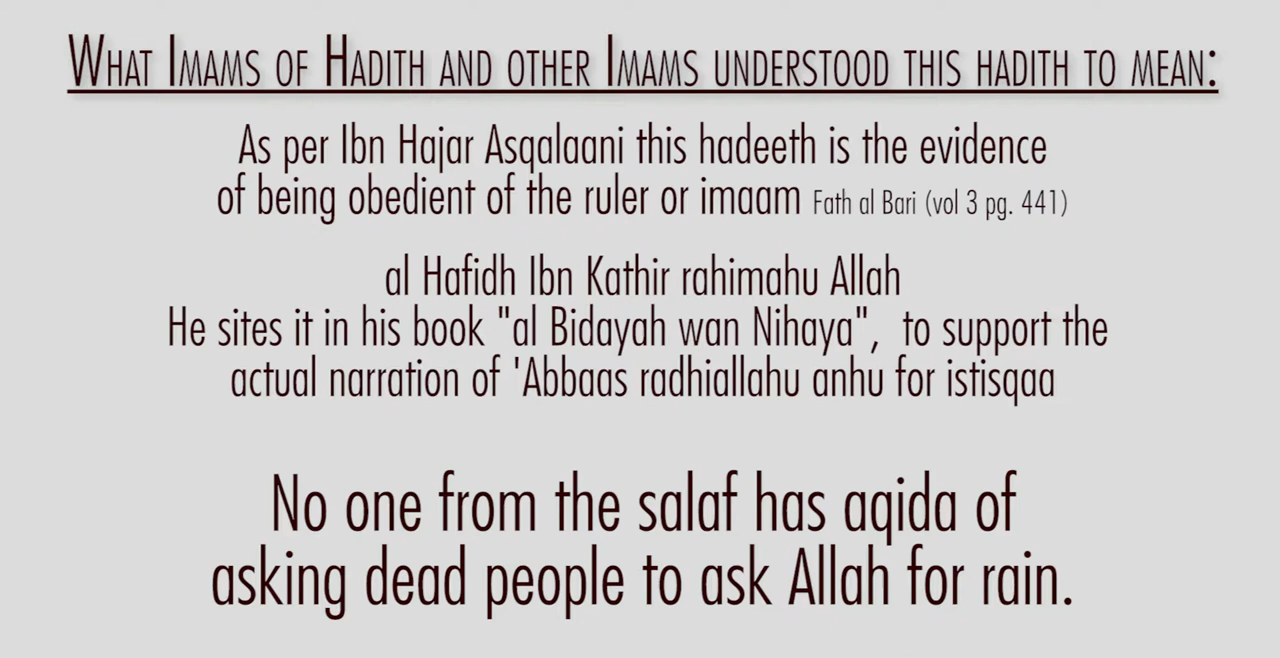 What Imams of Hadith and other Imams understood this hadith to mean:
As per Ibn Hajar Asqalaani this hadeeth is the evidence
of being obedient of the ruler or imaam Fath al Bari (vol 3 pg. 441)
al Hafidh Ibn Kathir rahimahu Allah
He sites it in his book "al Bidayah wan Nihaya",  to support the
actual narration of 'Abbaas radhiallahu anhu for istisqaa
No one from the salaf has aqida of
asking dead people to ask Allah for rain.